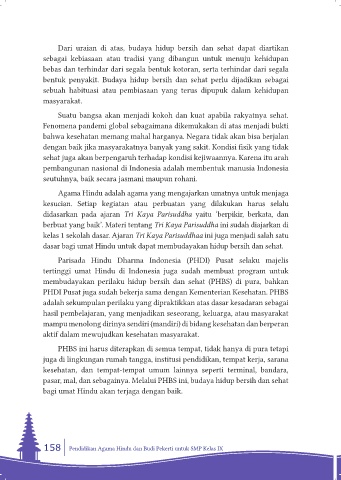 Dari uraian di atas, budaya hidup bersih dan sehat dapat diartikan
sebagai kebiasaan atau tradisi yang dibangun untuk menuju kehidupan
bebas dan terhindar dari segala bentuk kotoran, serta terhindar dari segala
bentuk penyakit. Budaya hidup bersih dan sehat perlu dijadikan sebagai
sebuah habituasi atau pembiasaan yang terus dipupuk dalam kehidupan
masyarakat.
Suatu bangsa akan menjadi kokoh dan kuat apabila rakyatnya sehat.
Fenomena pandemi global sebagaimana dikemukakan di atas menjadi bukti
bahwa kesehatan memang mahal harganya. Negara tidak akan bisa berjalan
dengan baik jika masyarakatnya banyak yang sakit. Kondisi fisik yang tidak
sehat juga akan berpengaruh terhadap kondisi kejiwaannya. Karena itu arah
pembangunan nasional di Indonesia adalah membentuk manusia Indonesia
seutuhnya, baik secara jasmani maupun rohani.
Agama Hindu adalah agama yang mengajarkan umatnya untuk menjaga
kesucian. Setiap kegiatan atau perbuatan yang dilakukan harus selalu
didasarkan pada ajaran Tri Kaya Parisuddha yaitu 'berpikir, berkata, dan
berbuat yang baik'. Materi tentang Tri Kaya Parisuddha ini sudah diajarkan di
kelas 1 sekolah dasar. Ajaran Tri Kaya Parisuddhaa ini juga menjadi salah satu
dasar bagi umat Hindu untuk dapat membudayakan hidup bersih dan sehat.
Parisada Hindu Dharma Indonesia (PHDI) Pusat selaku majelis
tertinggi umat Hindu di Indonesia juga sudah membuat program untuk
membudayakan perilaku hidup bersih dan sehat (PHBS) di pura, bahkan
PHDI Pusat juga sudah bekerja sama dengan Kementerian Kesehatan. PHBS
adalah sekumpulan perilaku yang dipraktikkan atas dasar kesadaran sebagai
hasil pembelajaran, yang menjadikan seseorang, keluarga, atau masyarakat
mampu menolong dirinya sendiri (mandiri) di bidang kesehatan dan berperan
aktif dalam mewujudkan kesehatan masyarakat.
PHBS ini harus diterapkan di semua tempat, tidak hanya di pura tetapi
juga di lingkungan rumah tangga, institusi pendidikan, tempat kerja, sarana
kesehatan, dan tempat-tempat umum lainnya seperti terminal, bandara,
pasar, mal, dan sebagainya. Melalui PHBS ini, budaya hidup bersih dan sehat
bagi umat Hindu akan terjaga dengan baik.
158 Pendidikan Agama Hindu dan Budi Pekerti untuk SMP Kelas IX